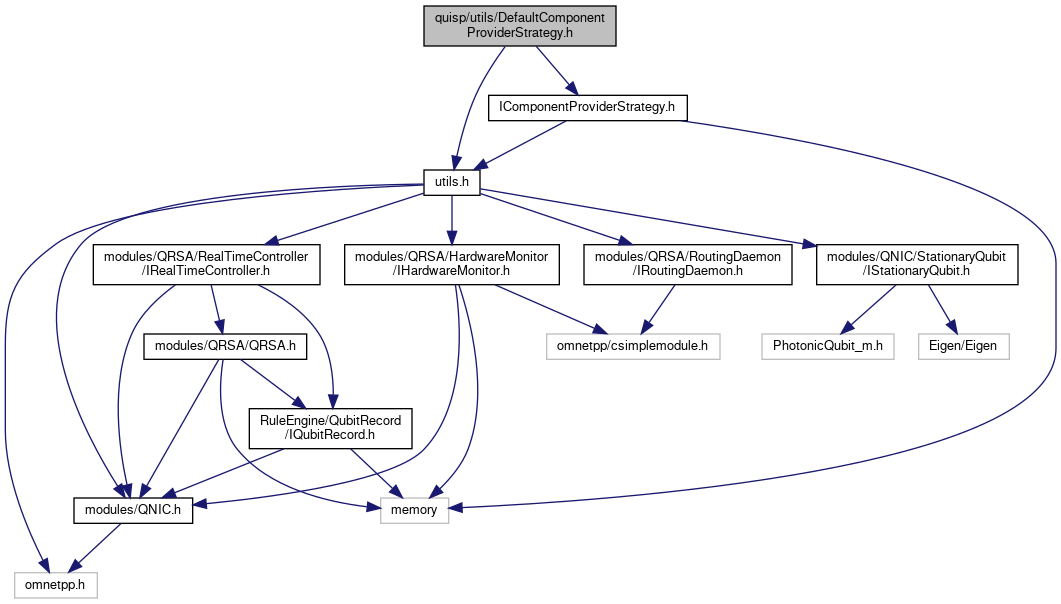 quisp/utils/DefaultComponent
ProviderStrategy.h
IComponentProviderStrategy.h
utils.h
modules/QRSA/RealTimeController
/IRealTimeController.h
modules/QRSA/HardwareMonitor
/IHardwareMonitor.h
modules/QRSA/RoutingDaemon
/IRoutingDaemon.h
modules/QNIC/StationaryQubit
/IStationaryQubit.h
modules/QRSA/QRSA.h
omnetpp/csimplemodule.h
PhotonicQubit_m.h
Eigen/Eigen
RuleEngine/QubitRecord
/IQubitRecord.h
modules/QNIC.h
memory
omnetpp.h